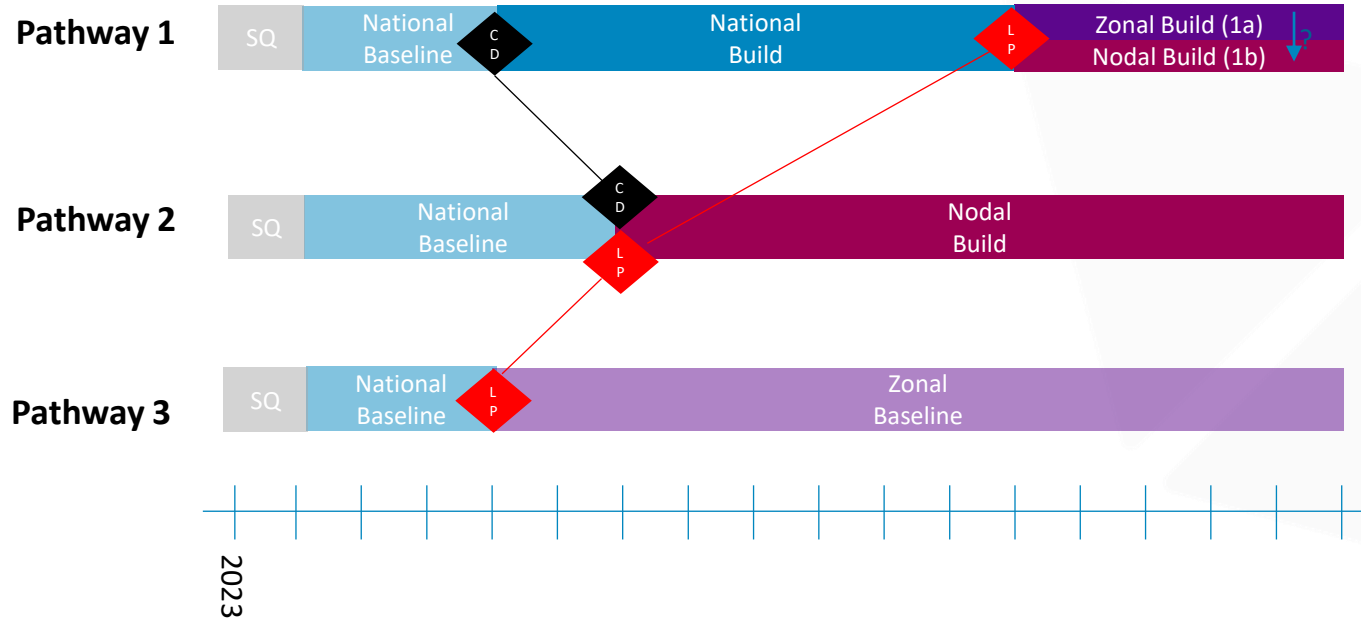 Pathway 1
SQ
National
Baseline
C
D
National
Build
L
P
Zonal Build (1a)
Nodal Build (1b)
?
Pathway 2
SQ
National
Baseline
C
D
L
P
Nodal
Build
Pathway 3
SQ
National
Baseline
L
P
Zonal
Baseline
2023